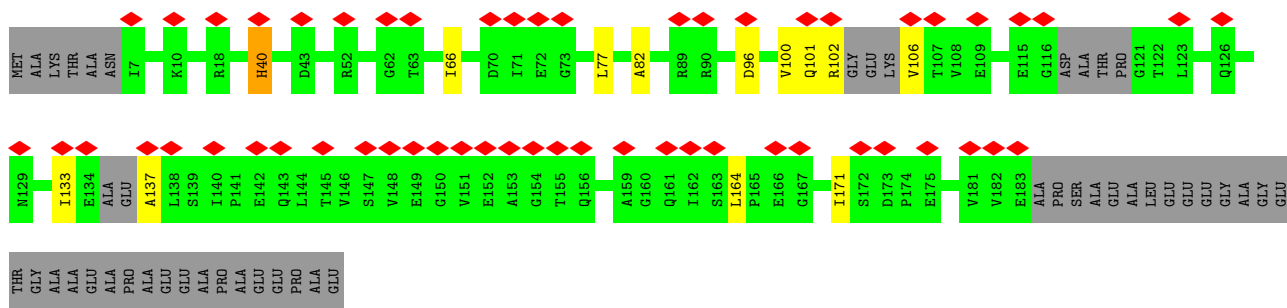 MET ALA LYS THR ALA ASN I7 K10 R18 H40 D43 R52 G62 T63 I66 D70 I71 E72 G73 L77 A82 R89 R90 D96 V100 Q101 R102 GLY GLU LYS V106 T107 V108 E109 E115 G116 ASP ALA THR PRO G121 T122 L123 Q126
N129 I133 E134 ALA GLU A137 L138 S139 I140 P141 E142 Q143 L144 T145 V146 S147 V148 E149 G150 V151 E152 A153 G154 T155 Q156 A159 G160 Q161 I162 S163 L164 P165 E166 G167 I171 S172 D173 P174 E175 V181 V182 E183 ALA PRO SER ALA GLU ALA LEU GLU GLU GLU GLY ALA GLY GLU
THR GLY ALA ALA GLU ALA PRO ALA GLU GLU ALA PRO ALA GLU GLU PRO ALA GLU